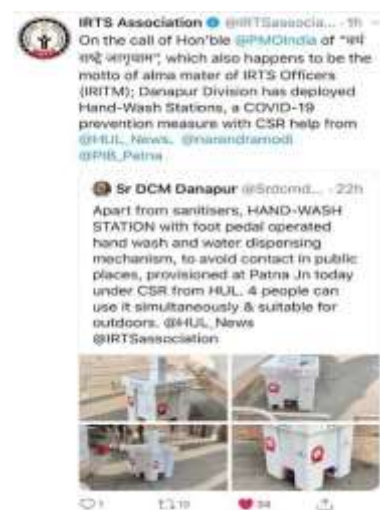 IRTS Association @IRTSassocia... · 1h
On the call of Hon'ble @PMOIndia of "वयं
राष्ट्रे जागृयाम", which also happens to be the
motto of alma mater of IRTS Officers
(IRITM); Danapur Division has deployed
Hand-Wash Stations, a COVID-19
prevention measure with CSR help from
@HUL_News. @narendramodi
@PIB_Patna
Sr DCM Danapur @Srdcmd... · 22h
Apart from sanitisers, HAND-WASH
STATION with foot pedal operated
hand wash and water dispensing
mechanism, to avoid contact in public
places, provisioned at Patna Jn today
under CSR from HUL. 4 people can
use it simultaneously & suitable for
outdoors. @HUL_News
@IRTSassociation
1